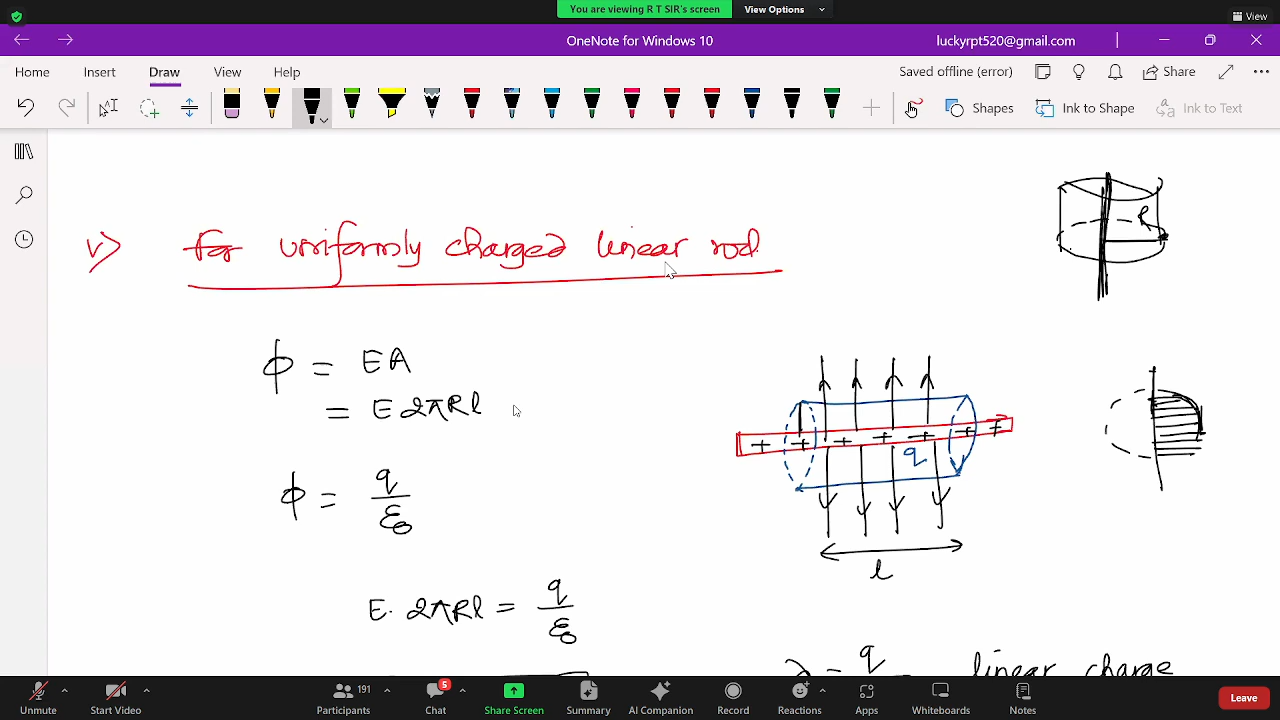 You are viewing R T SIR's screen
View Options
View
OneNote for Windows 10
luckyrpt520@gmail.com
Home
Insert
Draw
View
Help
Saved offline (error)
Share
Shapes
Ink to Shape
Ink to Text
v) for uniformly charged linear rod
R
ϕ = EA
= E 2πRl
ϕ = q/ε₀
E. 2πRl = q/ε₀
+ + + + + + +
q
l
λ = q linear charge
Unmute
Start Video
191
Participants
5
Chat
Share Screen
Summary
AI Companion
Record
Reactions
Apps
Whiteboards
Notes
Leave